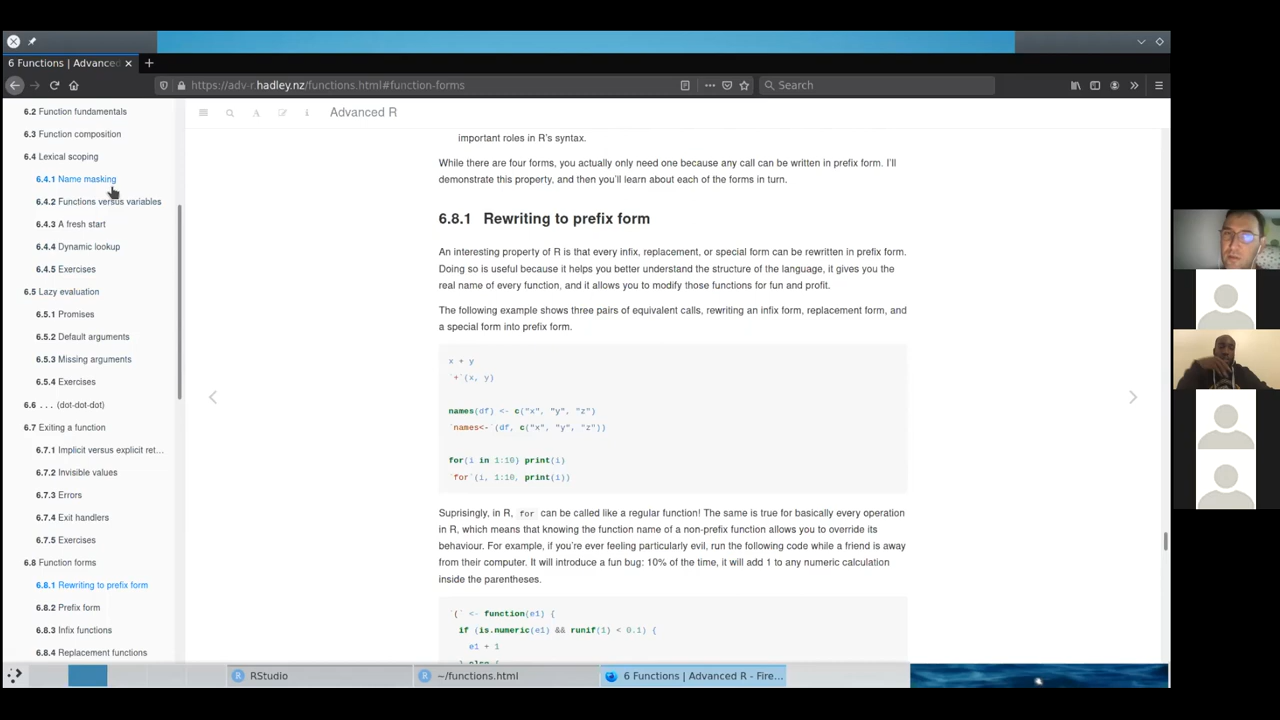 6 Functions | Advanced
https://adv-r.hadley.nz/functions.html#function-forms
Search
6.2 Function fundamentals
6.3 Function composition
6.4 Lexical scoping
6.4.1 Name masking
6.4.2 Functions versus variables
6.4.3 A fresh start
6.4.4 Dynamic lookup
6.4.5 Exercises
6.5 Lazy evaluation
6.5.1 Promises
6.5.2 Default arguments
6.5.3 Missing arguments
6.5.4 Exercises
6.6 ... (dot-dot-dot)
6.7 Exiting a function
6.7.1 Implicit versus explicit ret...
6.7.2 Invisible values
6.7.3 Errors
6.7.4 Exit handlers
6.7.5 Exercises
6.8 Function forms
6.8.1 Rewriting to prefix form
6.8.2 Prefix form
6.8.3 Infix functions
6.8.4 Replacement functions
Advanced R
important roles in R's syntax.
While there are four forms, you actually only need one because any call can be written in prefix form. I'll
demonstrate this property, and then you'll learn about each of the forms in turn.
6.8.1 Rewriting to prefix form
An interesting property of R is that every infix, replacement, or special form can be rewritten in prefix form.
Doing so is useful because it helps you better understand the structure of the language, it gives you the
real name of every function, and it allows you to modify those functions for fun and profit.
The following example shows three pairs of equivalent calls, rewriting an infix form, replacement form, and
a special form into prefix form.
x + y
`+`(x, y)
names(df) <- c("x", "y", "z")
`names<-`(df, c("x", "y", "z"))
for(i in 1:10) print(i)
`for`(i, 1:10, print(i))
Suprisingly, in R, for can be called like a regular function! The same is true for basically every operation
in R, which means that knowing the function name of a non-prefix function allows you to override its
behaviour. For example, if you're ever feeling particularly evil, run the following code while a friend is away
from their computer. It will introduce a fun bug: 10% of the time, it will add 1 to any numeric calculation
inside the parentheses.
`(` <- function(e1) {
if (is.numeric(e1) && runif(1) < 0.1) {
e1 + 1
} else {
RStudio
~/functions.html
6 Functions | Advanced R - Fire...